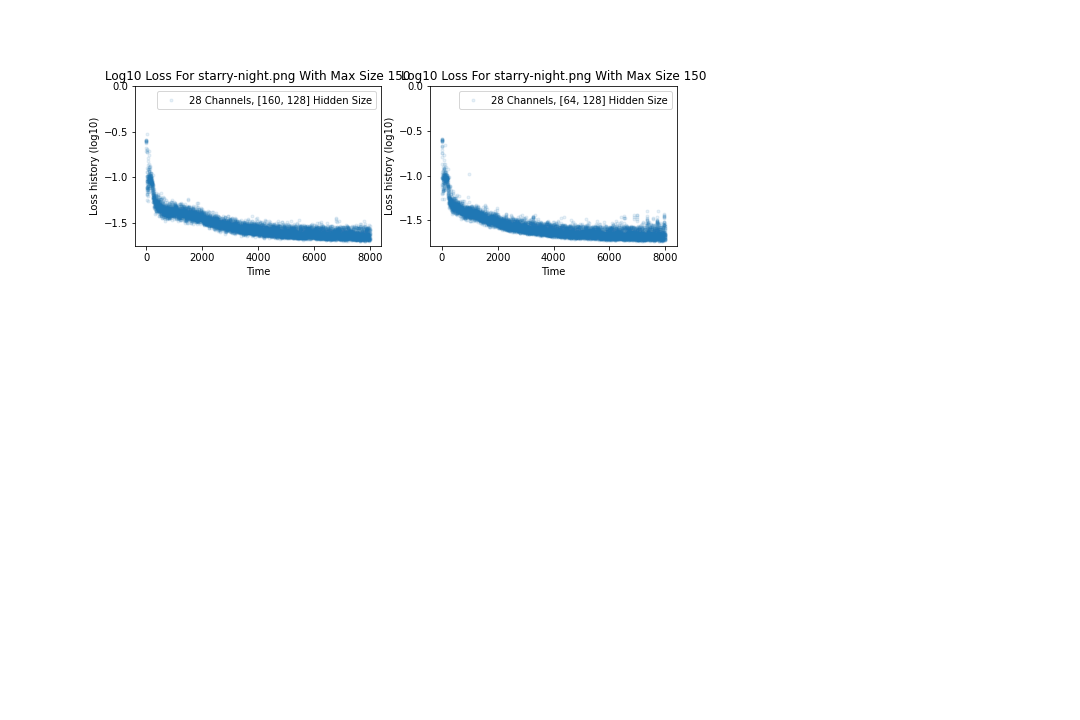 Log10 Loss For starry-night.png With Max Size 150
28 Channels, [160, 128] Hidden Size
Loss history (log10)
0.0
−0.5
−1.0
−1.5
0 2000 4000 6000 8000
Time
Log10 Loss For starry-night.png With Max Size 150
28 Channels, [64, 128] Hidden Size
Loss history (log10)
0.0
−0.5
−1.0
−1.5
0 2000 4000 6000 8000
Time